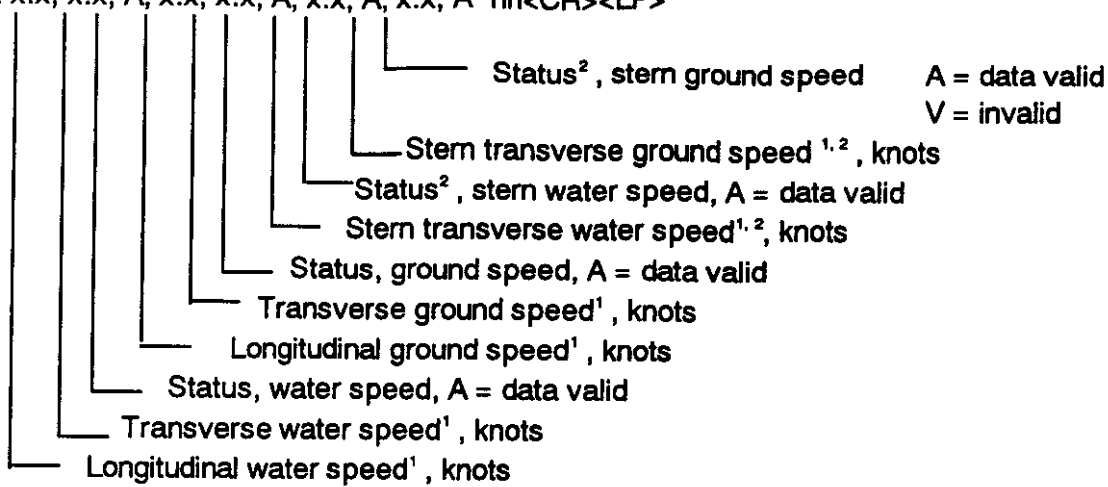 x.x, x.x, A, x.x, x.x, A, x.x, A, x.x, A hh<CR><LF>
Status², stern ground speed A = data valid
V = invalid
Stern transverse ground speed ¹˒², knots
Status², stern water speed, A = data valid
Stern transverse water speed¹˒², knots
Status, ground speed, A = data valid
Transverse ground speed¹, knots
Longitudinal ground speed¹, knots
Status, water speed, A = data valid
Transverse water speed¹, knots
Longitudinal water speed¹, knots